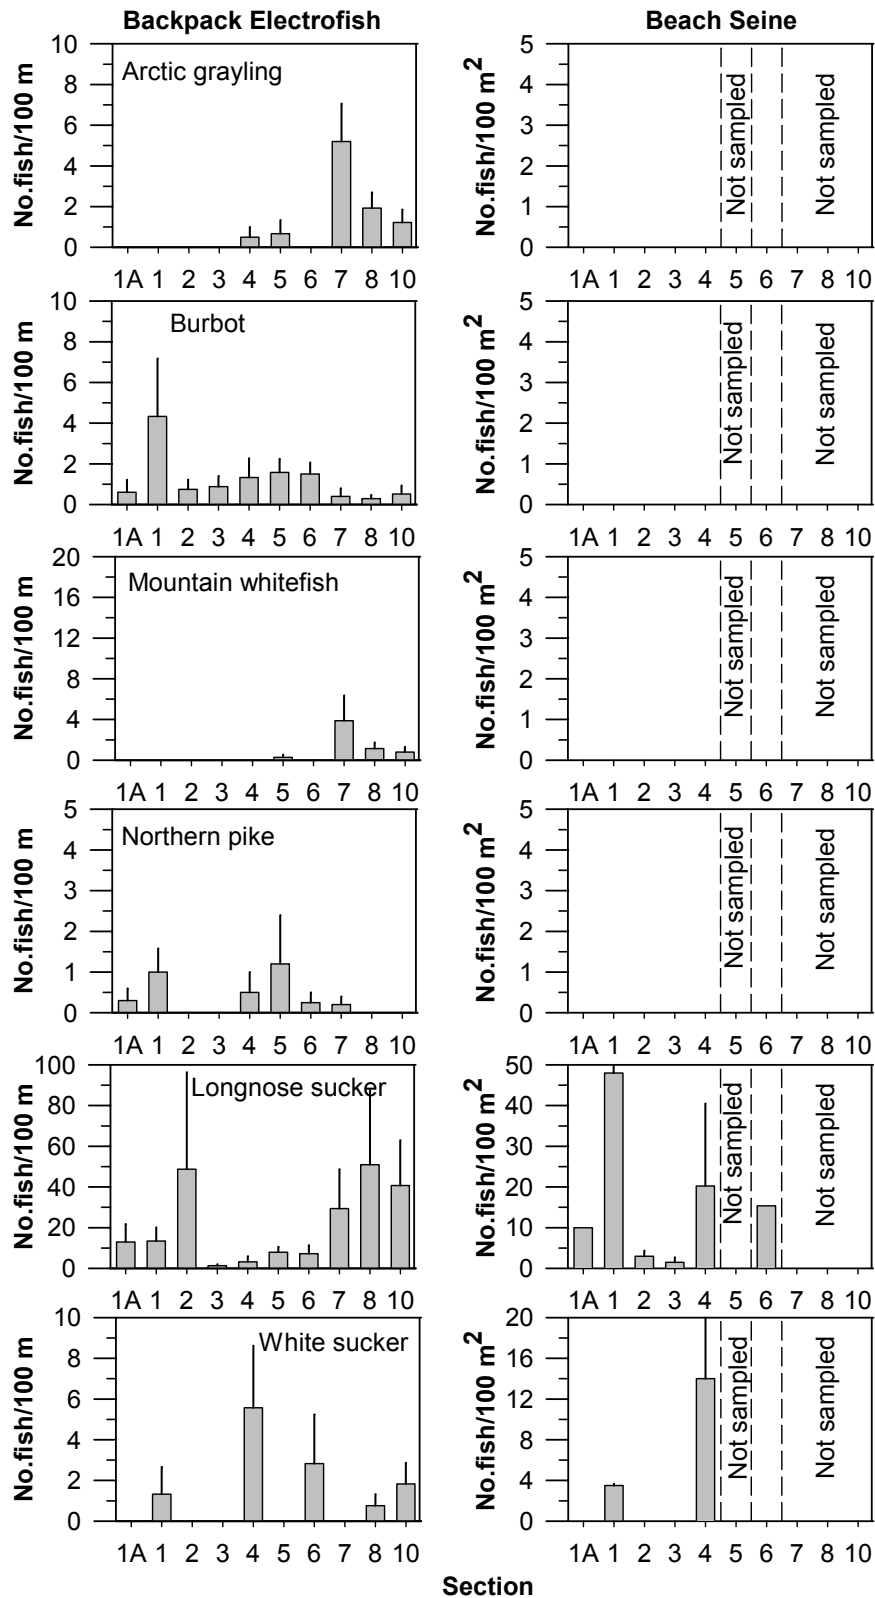 Backpack Electrofish
Beach Seine
No.fish/100 m
10
8
6
4
2
0
Arctic grayling
1A 1 2 3 4 5 6 7 8 10
No.fish/100 m²
5
4
3
2
1
0
Not sampled
Not sampled
1A 1 2 3 4 5 6 7 8 10
No.fish/100 m
10
8
6
4
2
0
Burbot
1A 1 2 3 4 5 6 7 8 10
No.fish/100 m²
5
4
3
2
1
0
Not sampled
Not sampled
1A 1 2 3 4 5 6 7 8 10
No.fish/100 m
20
16
12
8
4
0
Mountain whitefish
1A 1 2 3 4 5 6 7 8 10
No.fish/100 m²
5
4
3
2
1
0
Not sampled
Not sampled
1A 1 2 3 4 5 6 7 8 10
No.fish/100 m
5
4
3
2
1
0
Northern pike
1A 1 2 3 4 5 6 7 8 10
No.fish/100 m²
5
4
3
2
1
0
Not sampled
Not sampled
1A 1 2 3 4 5 6 7 8 10
No.fish/100 m
100
80
60
40
20
0
Longnose sucker
1A 1 2 3 4 5 6 7 8 10
No.fish/100 m²
50
40
30
20
10
0
Not sampled
Not sampled
1A 1 2 3 4 5 6 7 8 10
No.fish/100 m
10
8
6
4
2
0
White sucker
1A 1 2 3 4 5 6 7 8 10
No.fish/100 m²
20
16
12
8
4
0
Not sampled
Not sampled
1A 1 2 3 4 5 6 7 8 10
Section